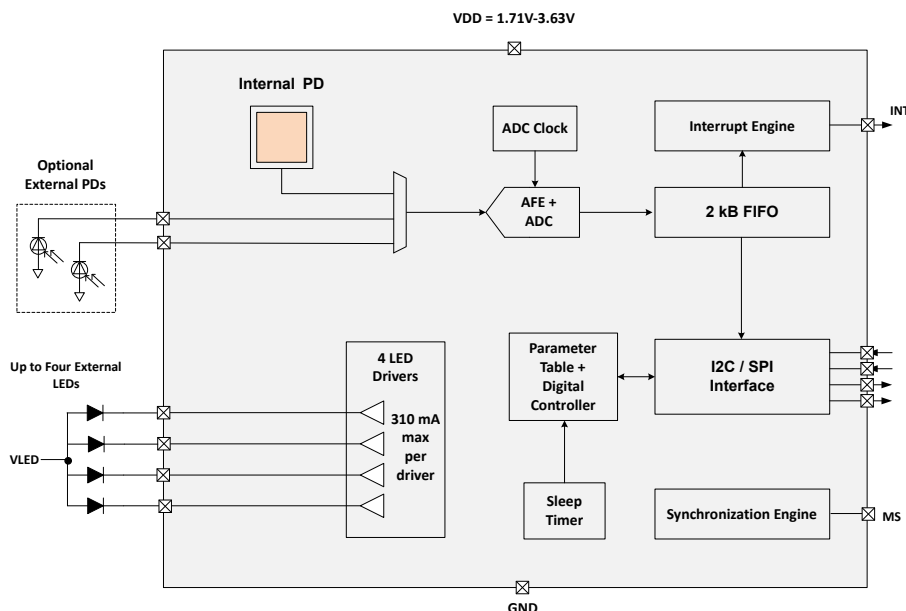 VDD = 1.71V-3.63V
Internal PD
ADC Clock
Interrupt Engine
INT
Optional
External PDs
AFE +
ADC
2 kB FIFO
4 LED
Drivers
Parameter
Table +
Digital
Controller
I2C / SPI
Interface
Up to Four External
LEDs
310 mA
max
per
driver
VLED
Sleep
Timer
Synchronization Engine
MS
GND